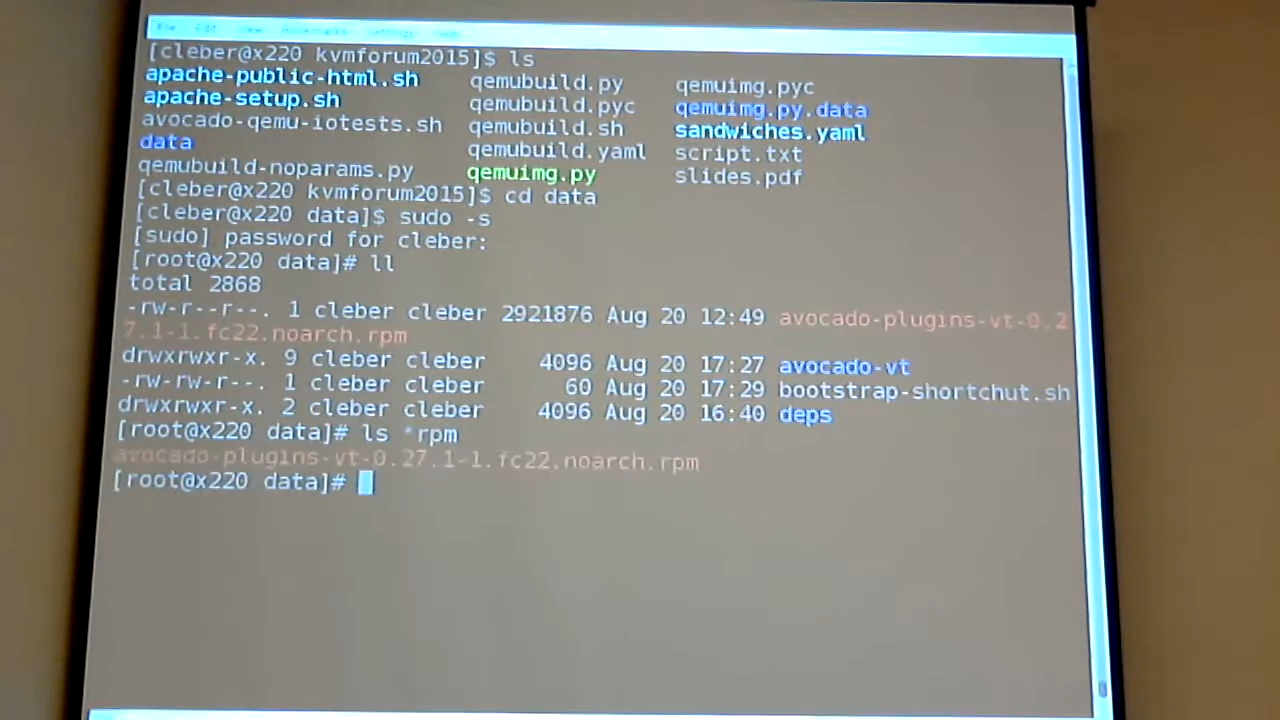 File Edit View Bookmarks Settings Help
[cleber@x220 kvmforum2015]$ ls
apache-public-html.sh qemubuild.py qemuimg.pyc
apache-setup.sh qemubuild.pyc qemuimg.py.data
avocado-qemu-iotests.sh qemubuild.sh sandwiches.yaml
data qemubuild.yaml script.txt
qemubuild-noparams.py qemuimg.py slides.pdf
[cleber@x220 kvmforum2015]$ cd data
[cleber@x220 data]$ sudo -s
[sudo] password for cleber:
[root@x220 data]# ll
total 2868
-rw-r--r--. 1 cleber cleber 2921876 Aug 20 12:49 avocado-plugins-vt-0.2
7.1-1.fc22.noarch.rpm
drwxrwxr-x. 9 cleber cleber 4096 Aug 20 17:27 avocado-vt
-rw-rw-r--. 1 cleber cleber 60 Aug 20 17:29 bootstrap-shortchut.sh
drwxrwxr-x. 2 cleber cleber 4096 Aug 20 16:40 deps
[root@x220 data]# ls *rpm
avocado-plugins-vt-0.27.1-1.fc22.noarch.rpm
[root@x220 data]#